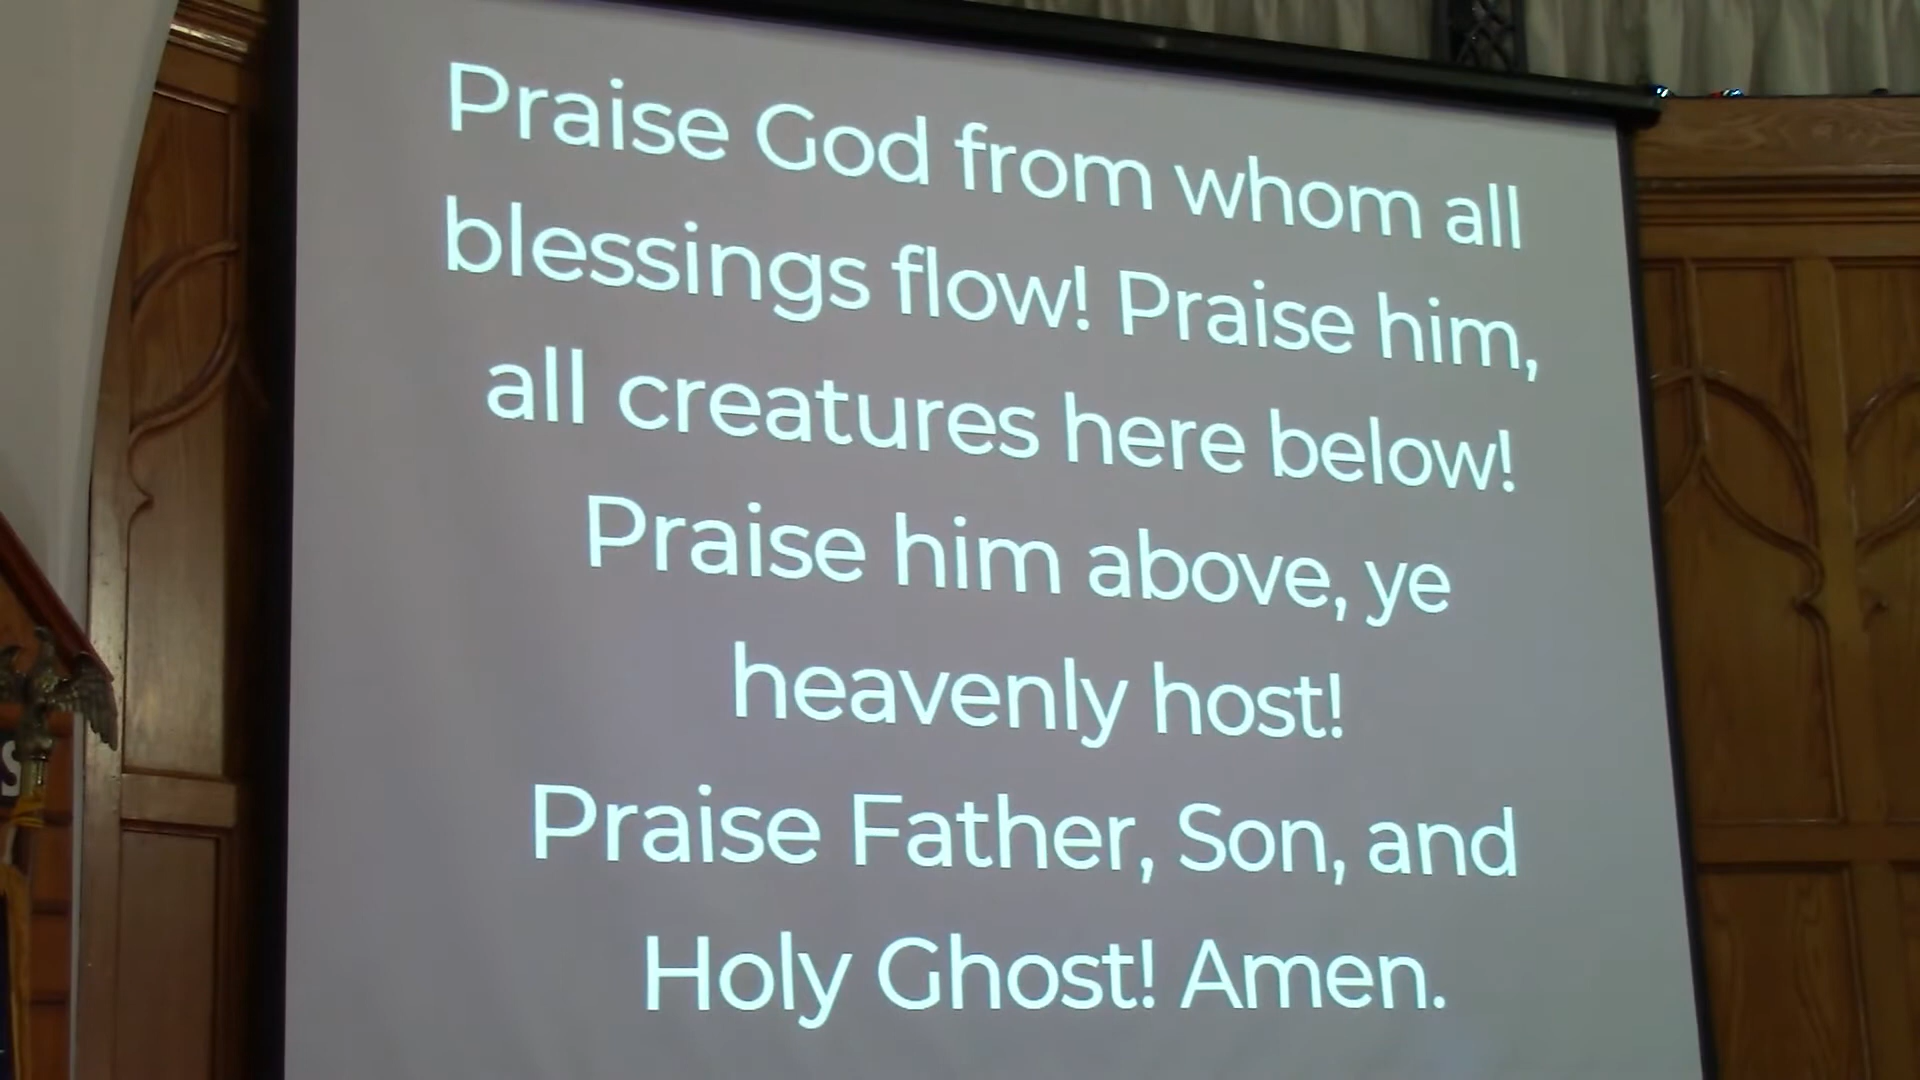 Praise God from whom all
blessings flow! Praise him,
all creatures here below!
Praise him above, ye
heavenly host!
Praise Father, Son, and
Holy Ghost! Amen.
S